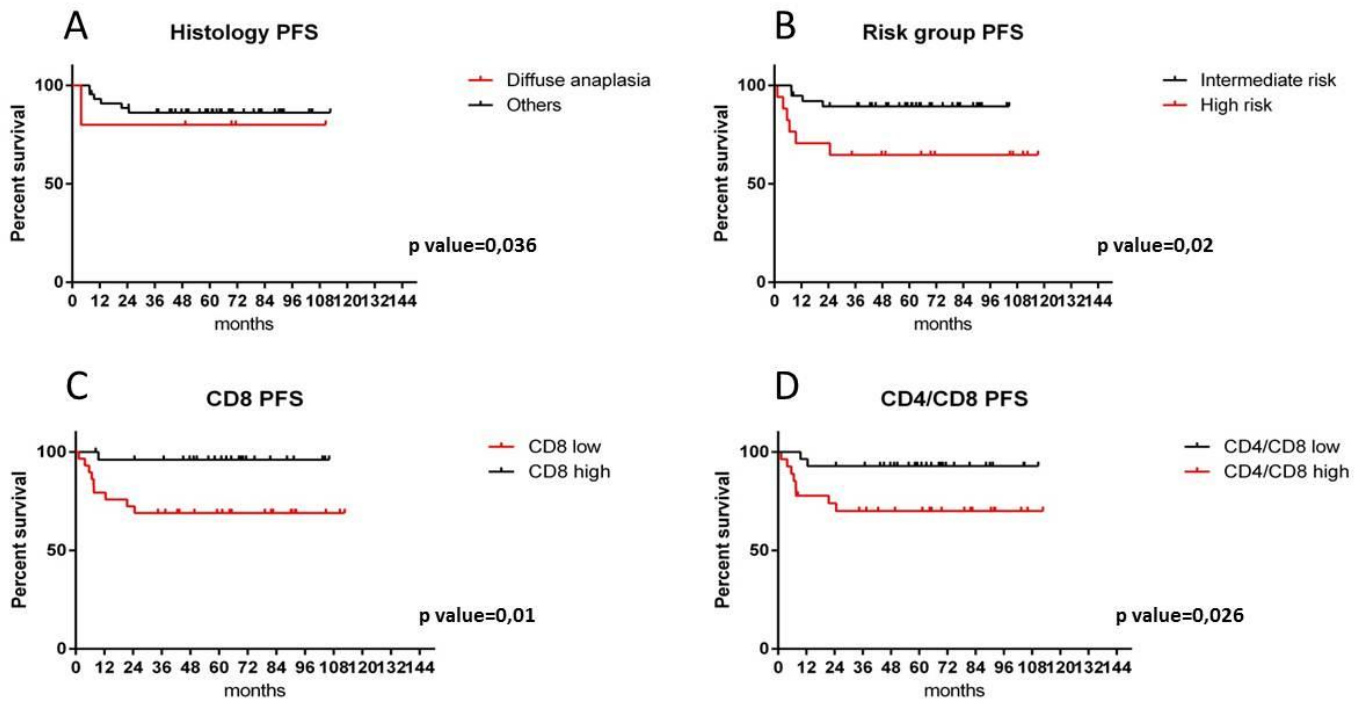 A
Histology PFS
Percent survival
100
50
0
Diffuse anaplasia
Others
p value=0,036
0 12 24 36 48 60 72 84 96 108120132144
months
B
Risk group PFS
Percent survival
100
50
0
Intermediate risk
High risk
p value=0,02
0 12 24 36 48 60 72 84 96 108120132144
months
C
CD8 PFS
Percent survival
100
50
0
CD8 low
CD8 high
p value=0,01
0 12 24 36 48 60 72 84 96 108120132144
months
D
CD4/CD8 PFS
Percent survival
100
50
0
CD4/CD8 low
CD4/CD8 high
p value=0,026
0 12 24 36 48 60 72 84 96 108120132144
months